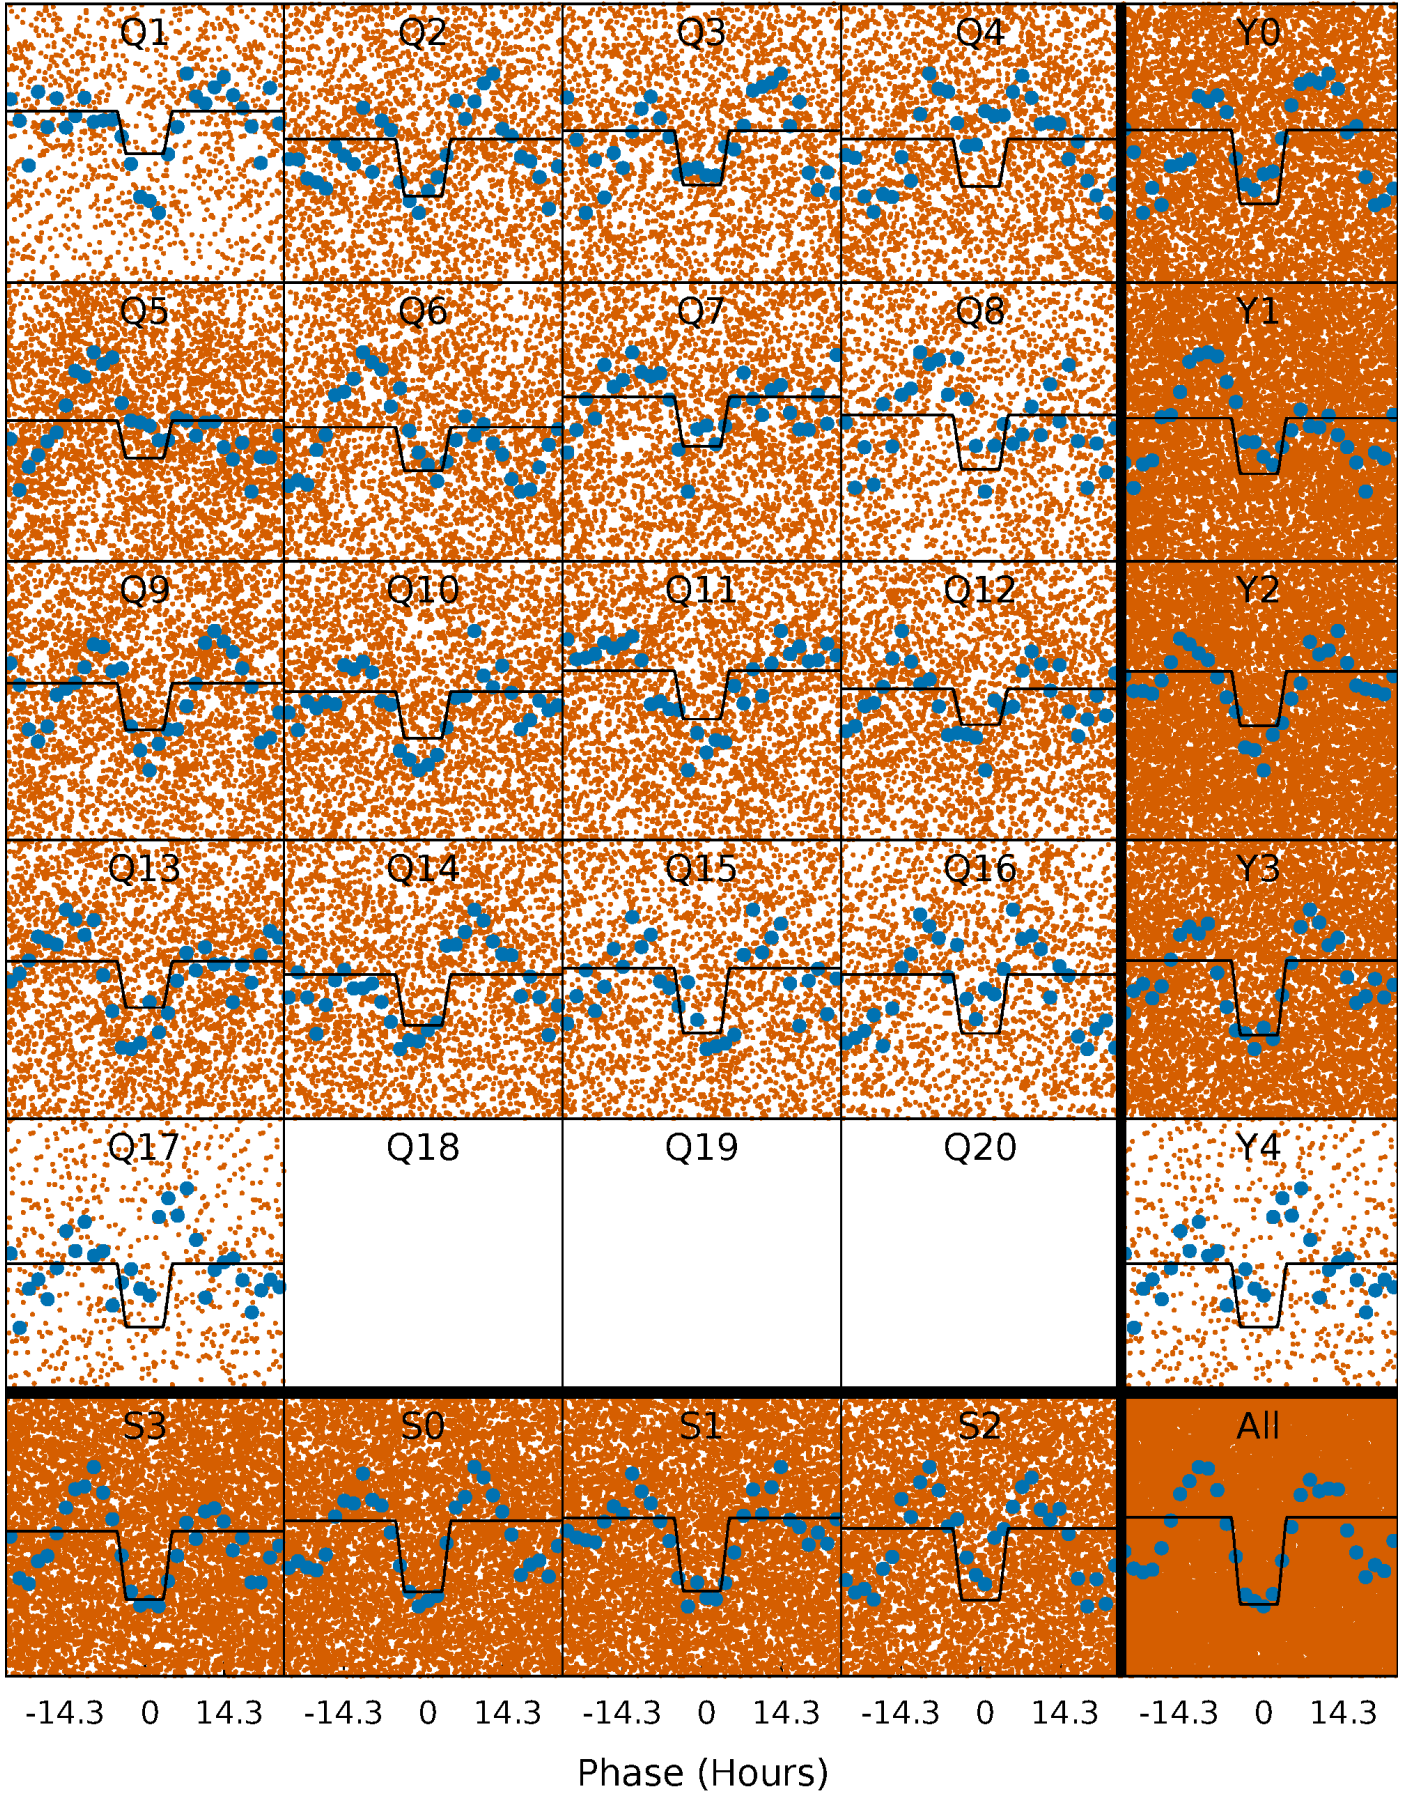 Q1 Q2 Q3 Q4 Y0
Q5 Q6 Q7 Q8 Y1
Q9 Q10 Q11 Q12 Y2
Q13 Q14 Q15 Q16 Y3
Q17 Q18 Q19 Q20 Y4
S3 S0 S1 S2 All
-14.3 0 14.3 -14.3 0 14.3 -14.3 0 14.3 -14.3 0 14.3 -14.3 0 14.3
Phase (Hours)